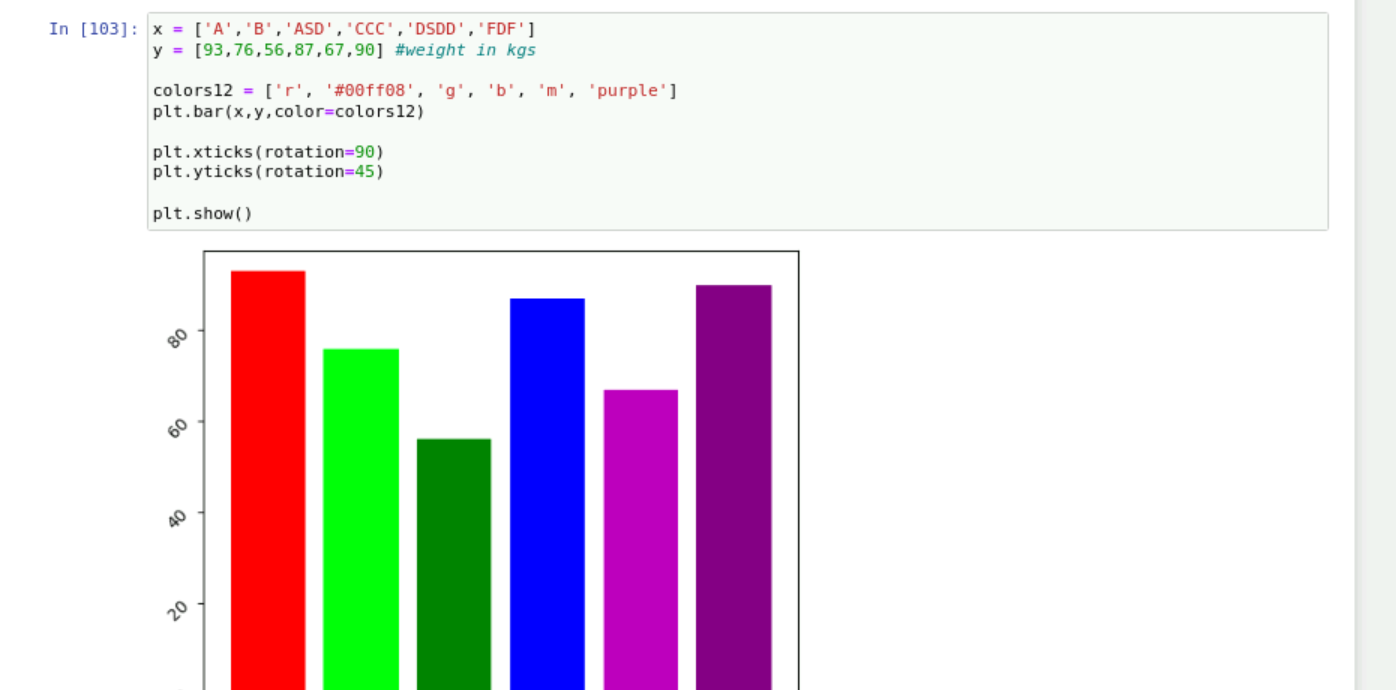 In [103]: x = ['A','B','ASD','CCC','DSDD','FDF']
y = [93,76,56,87,67,90] #weight in kgs
colors12 = ['r', '#00ff08', 'g', 'b', 'm', 'purple']
plt.bar(x,y,color=colors12)
plt.xticks(rotation=90)
plt.yticks(rotation=45)
plt.show()
80
60
40
20